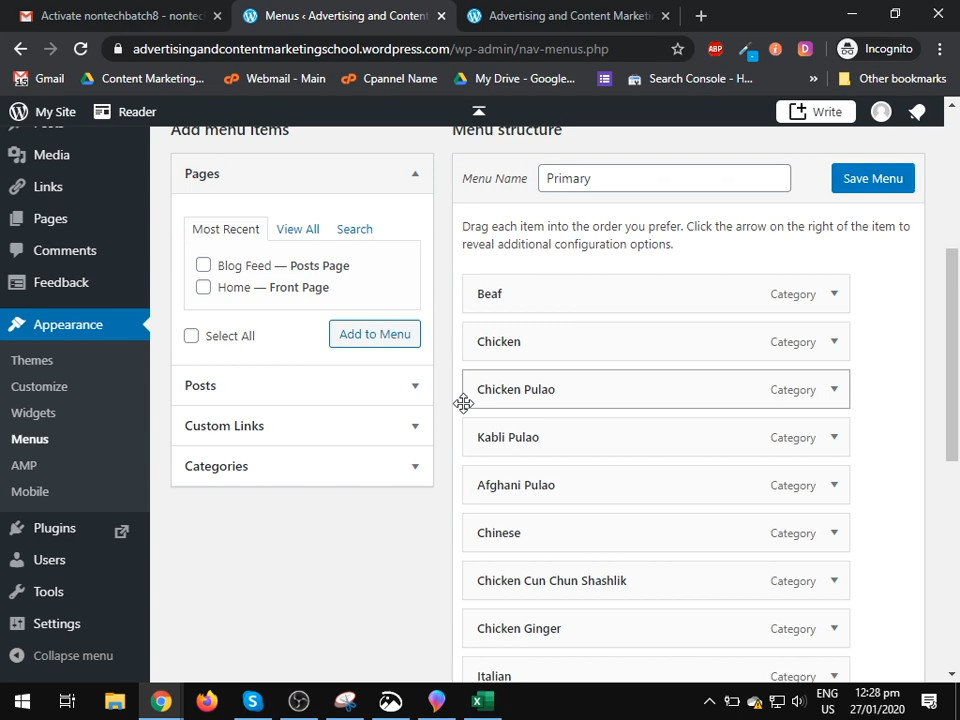 Activate nontechbatch8 - nontec
Menus ‹ Advertising and Content
Advertising and Content Marketi
advertisingandcontentmarketingschool.wordpress.com/wp-admin/nav-menus.php
ABP
D
Incognito
15
Gmail
Content Marketing...
Webmail - Main
Cpannel Name
My Drive - Google...
Search Console - H...
»
Other bookmarks
My Site
Reader
Write
Media
Links
Pages
Comments
Feedback
Appearance
Themes
Customize
Widgets
Menus
AMP
Mobile
Plugins
Users
Tools
Settings
Collapse menu
Add menu items
Pages
Most Recent
View All
Search
Blog Feed — Posts Page
Home — Front Page
Select All
Add to Menu
Posts
Custom Links
Categories
Menu structure
Menu Name
Primary
Save Menu
Drag each item into the order you prefer. Click the arrow on the right of the item to
reveal additional configuration options.
Beaf Category
Chicken Category
Chicken Pulao Category
Kabli Pulao Category
Afghani Pulao Category
Chinese Category
Chicken Cun Chun Shashlik Category
Chicken Ginger Category
Italian Category
ENG
US
12:28 pm
27/01/2020